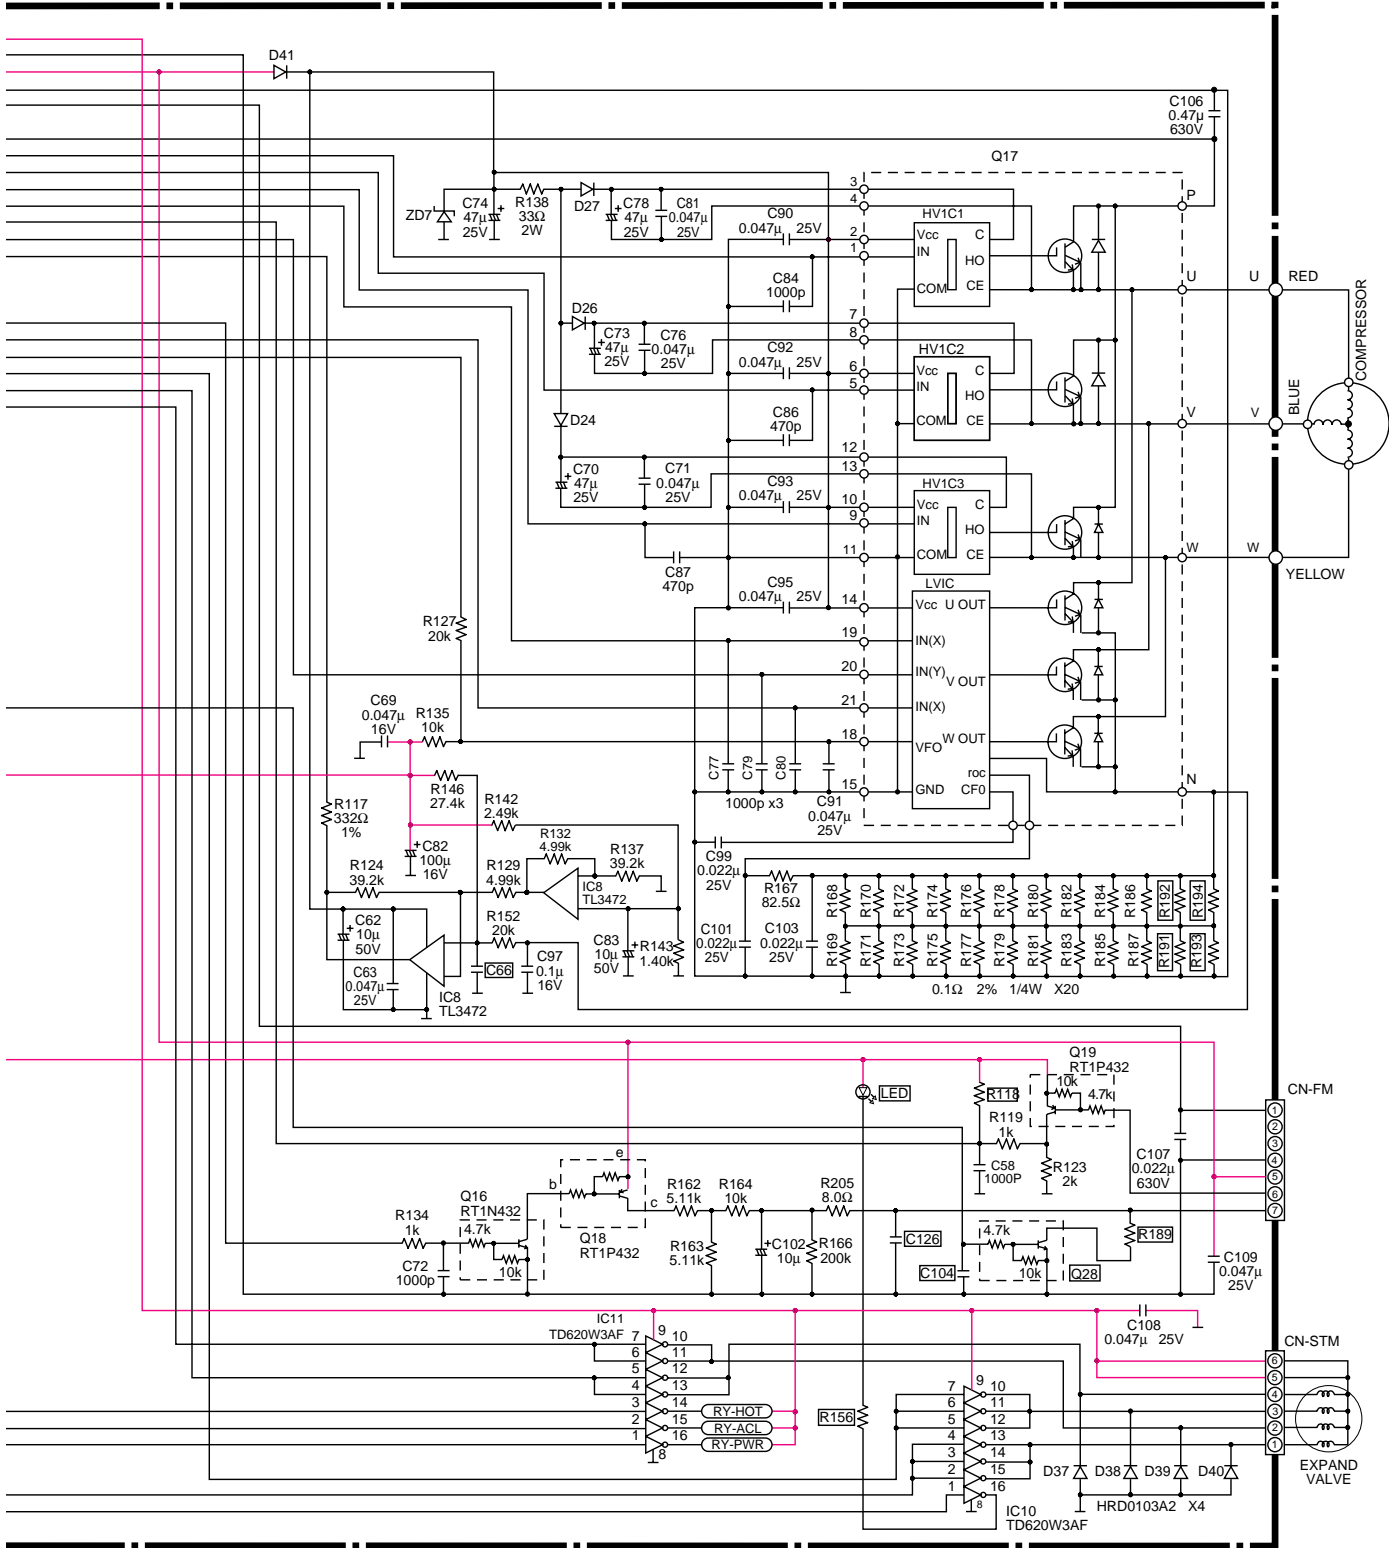 D41
C106
0.47µ
630V
Q17
ZD7
C74
47µ
25V
R138
33Ω
2W
D27
C78
47µ
25V
C81
0.047µ
25V
C90
0.047µ 25V
3
4
2
1
HV1C1
Vcc
IN
COM
C
HO
CE
P
U
U
RED
C84
1000p
D26
C73
47µ
25V
C76
0.047µ
25V
C92
0.047µ 25V
7
8
6
5
HV1C2
Vcc
IN
COM
C
HO
CE
V
V
BLUE
COMPRESSOR
C86
470p
D24
C70
47µ
25V
C71
0.047µ
25V
C93
0.047µ 25V
12
13
10
9
11
HV1C3
Vcc
IN
COM
C
HO
CE
W
W
YELLOW
C87
470p
C95
0.047µ 25V
14
19
20
21
18
15
LVIC
Vcc
U OUT
IN(X)
IN(Y)
V OUT
IN(X)
W OUT
VFO
roc
GND
CF0
N
R127
20k
C69
0.047µ
16V
R135
10k
R146
27.4k
R142
2.49k
R117
332Ω
1%
C82
100µ
16V
R132
4.99k
R137
39.2k
R124
39.2k
R129
4.99k
IC8
TL3472
R152
20k
C62
10µ
50V
C63
0.047µ
25V
C66
C97
0.1µ
16V
IC8
TL3472
C83
10µ
50V
R143
1.40k
C77
C79
C80
1000p x3
C91
0.047µ
25V
C99
0.022µ
25V
R167
82.5Ω
C101
0.022µ
25V
C103
0.022µ
25V
R168
R170
R172
R174
R176
R178
R180
R182
R184
R186
R192
R194
R169
R171
R173
R175
R177
R179
R181
R183
R185
R187
R191
R193
0.1Ω 2% 1/4W X20
LED
R118
R119
1k
Q19
RT1P432
10k
4.7k
C58
1000P
R123
2k
C107
0.022µ
630V
CN-FM
1
2
3
4
5
6
7
Q16
RT1N432
4.7k
10k
R134
1k
C72
1000p
b
e
c
Q18
RT1P432
R162
5.11k
R164
10k
R163
5.11k
C102
10µ
R166
200k
R205
8.0Ω
C126
C104
4.7k
10k
Q28
R189
C109
0.047µ
25V
IC11
TD620W3AF
7
6
5
4
3
2
1
9
10
11
12
13
14
15
16
8
RY-HOT
RY-ACL
RY-PWR
C108
0.047µ 25V
R156
7
6
5
4
3
2
1
9
10
11
12
13
14
15
16
8
IC10
TD620W3AF
D37
D38
D39
D40
HRD0103A2 X4
CN-STM
6
5
4
3
2
1
EXPAND
VALVE